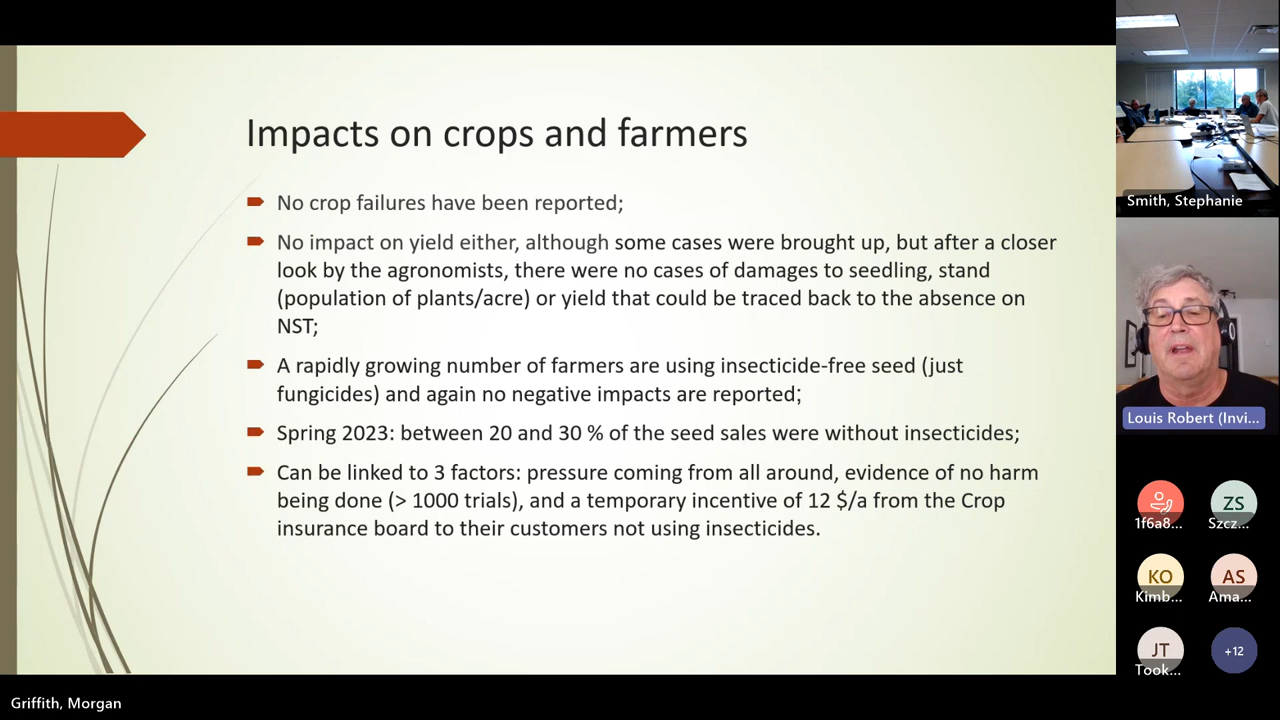 Impacts on crops and farmers
No crop failures have been reported;
No impact on yield either, although some cases were brought up, but after a closer
look by the agronomists, there were no cases of damages to seedling, stand
(population of plants/acre) or yield that could be traced back to the absence on
NST;
A rapidly growing number of farmers are using insecticide-free seed (just
fungicides) and again no negative impacts are reported;
Spring 2023: between 20 and 30 % of the seed sales were without insecticides;
Can be linked to 3 factors: pressure coming from all around, evidence of no harm
being done (> 1000 trials), and a temporary incentive of 12 $/a from the Crop
insurance board to their customers not using insecticides.
Smith, Stephanie
Louis Robert (Invi...
1f6a8...
ZS
Szcz...
KO
Kimb...
AS
Ama...
JT
Took...
+12
Griffith, Morgan